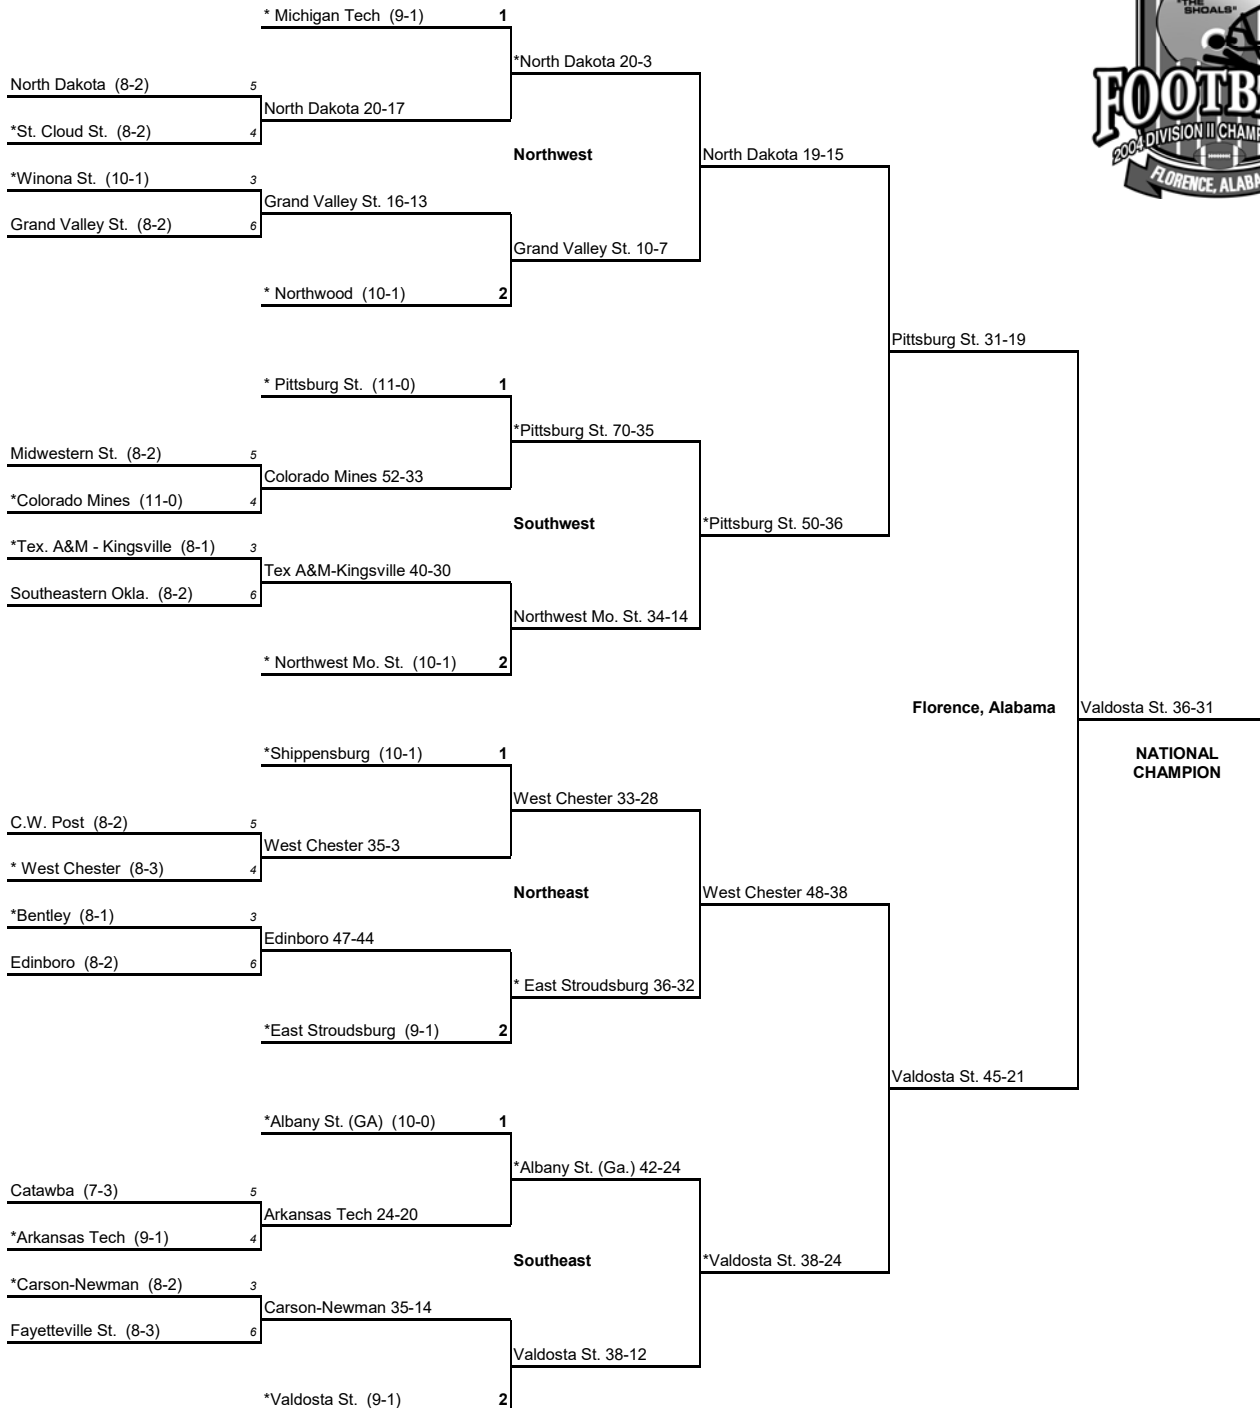 * Michigan Tech (9-1) 1
"THE
SHOALS"
*North Dakota 20-3
North Dakota (8-2) 5
North Dakota 20-17
*St. Cloud St. (8-2) 4
Northwest
North Dakota 19-15
2004 DIVISION II
FLORENCE,
*Winona St. (10-1) 3
Grand Valley St. 16-13
Grand Valley St. (8-2) 6
Grand Valley St. 10-7
* Northwood (10-1) 2
Pittsburg St. 31-19
* Pittsburg St. (11-0) 1
*Pittsburg St. 70-35
Midwestern St. (8-2) 5
Colorado Mines 52-33
*Colorado Mines (11-0) 4
Southwest
*Pittsburg St. 50-36
*Tex. A&M - Kingsville (8-1) 3
Tex A&M-Kingsville 40-30
Southeastern Okla. (8-2) 6
Northwest Mo. St. 34-14
* Northwest Mo. St. (10-1) 2
Florence, Alabama
Valdosta St. 36-31
NATIONAL
CHAMPION
*Shippensburg (10-1) 1
West Chester 33-28
C.W. Post (8-2) 5
West Chester 35-3
* West Chester (8-3) 4
Northeast
West Chester 48-38
*Bentley (8-1) 3
Edinboro 47-44
Edinboro (8-2) 6
* East Stroudsburg 36-32
*East Stroudsburg (9-1) 2
Valdosta St. 45-21
*Albany St. (GA) (10-0) 1
*Albany St. (Ga.) 42-24
Catawba (7-3) 5
Arkansas Tech 24-20
*Arkansas Tech (9-1) 4
Southeast
*Valdosta St. 38-24
*Carson-Newman (8-2) 3
Carson-Newman 35-14
Fayetteville St. (8-3) 6
Valdosta St. 38-12
*Valdosta St. (9-1) 2